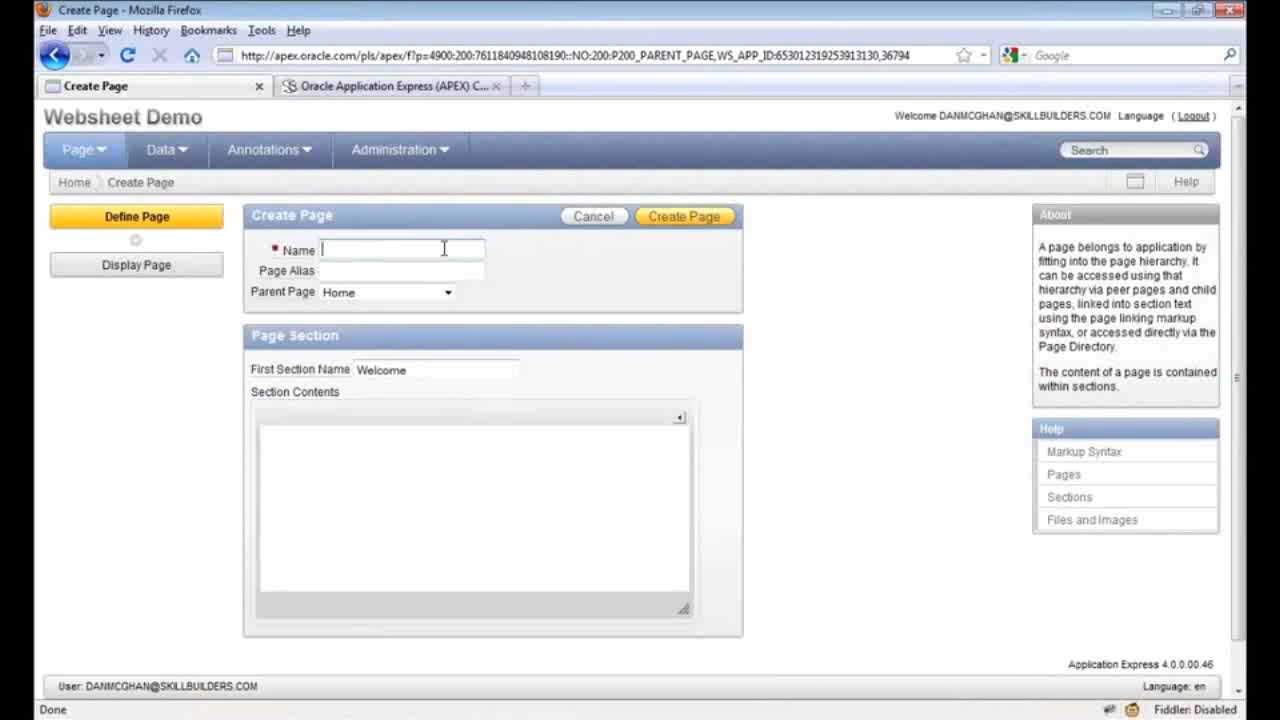 Create Page - Mozilla Firefox
File Edit View History Bookmarks Tools Help
http://apex.oracle.com/pls/apex/f?p=4900:200:7611840948108190::NO:200:P200_PARENT_PAGE,WS_APP_ID:653012319253913130,36794
Google
Create Page
Oracle Application Express (APEX) C...
Websheet Demo
Welcome DANMCGHAN@SKILLBUILDERS.COM Language ( Logout )
Page Data Annotations Administration
Search
Home Create Page
Help
Define Page
Display Page
Create Page
Cancel
Create Page
* Name
Page Alias
Parent Page Home
Page Section
First Section Name Welcome
Section Contents
About
A page belongs to application by
fitting into the page hierarchy. It
can be accessed using that
hierarchy via peer pages and child
pages, linked into section text
using the page linking markup
syntax, or accessed directly via the
Page Directory.
The content of a page is contained
within sections.
Help
Markup Syntax
Pages
Sections
Files and Images
Application Express 4.0.0.00.46
User: DANMCGHAN@SKILLBUILDERS.COM
Language: en
Done
Fiddler: Disabled